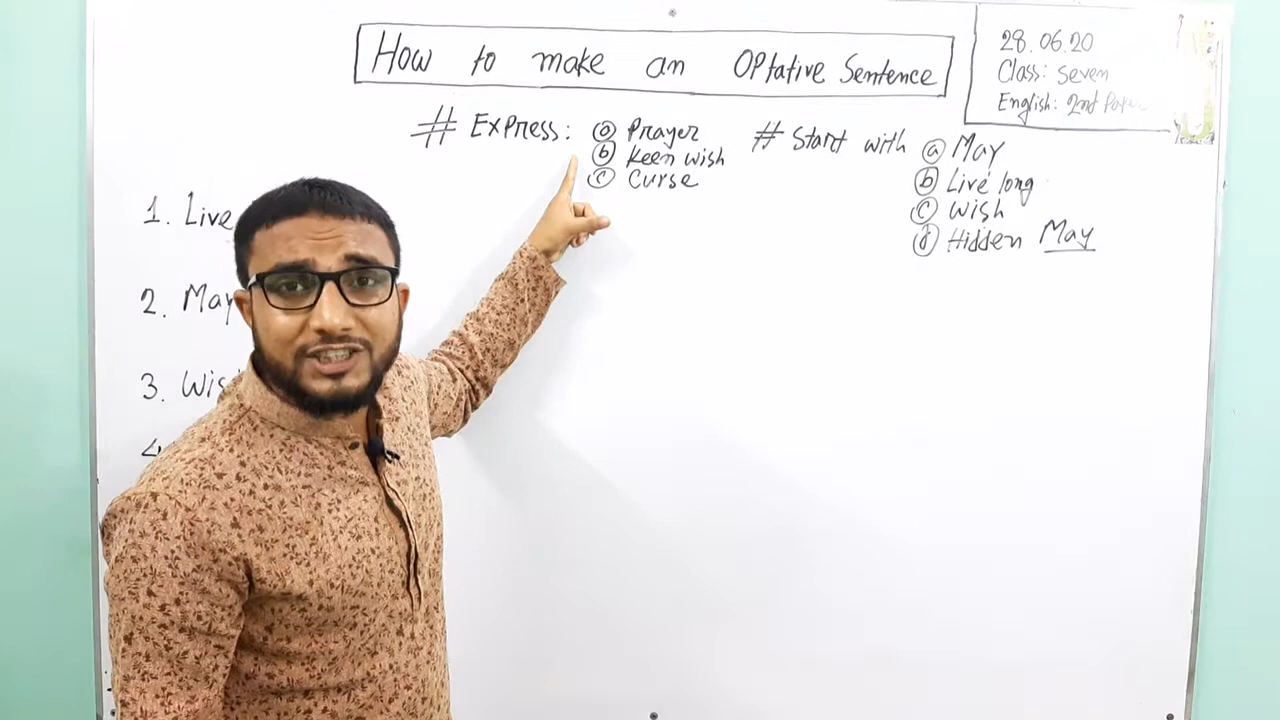 How to make an Optative Sentence
28.06.20
Class: Seven
English: 2nd Paper
# Express: ⓐ Prayer
ⓑ Keen wish
ⓒ Curse
# Start with ⓐ May
ⓑ Live long
ⓒ Wish
ⓓ Hidden May
1. Live
2. May
3. Wis
4